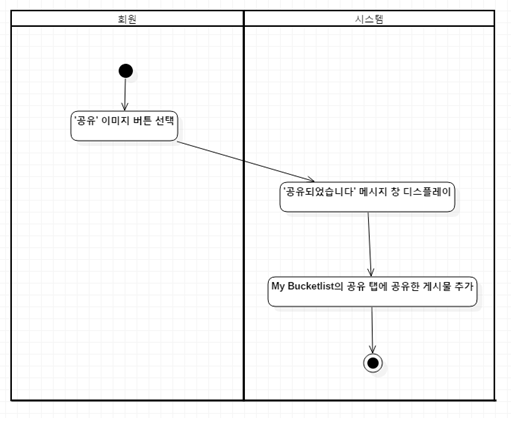 회원
시스템
'공유' 이미지 버튼 선택
'공유되었습니다' 메시지 창 디스플레이
My Bucketlist의 공유 탭에 공유한 게시물 추가